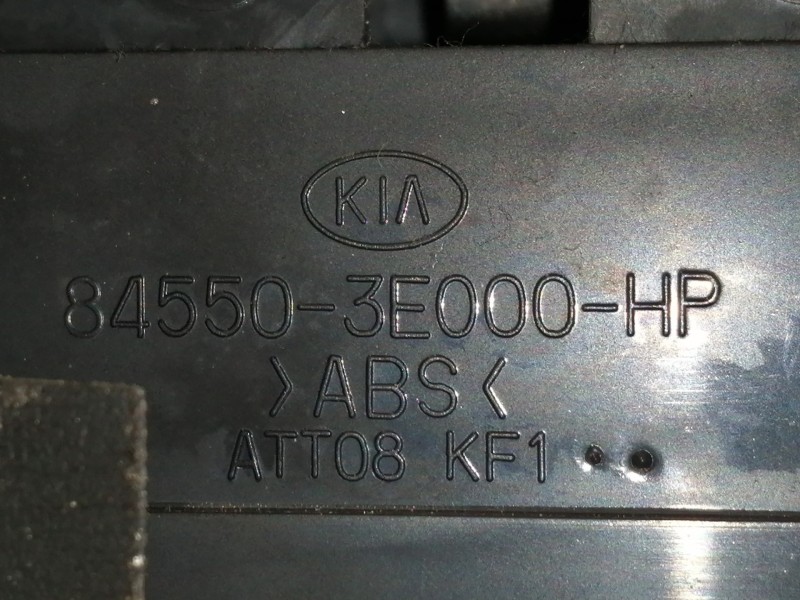 KIA
84550-3E000-HP
>ABS<
ATT08 KF1